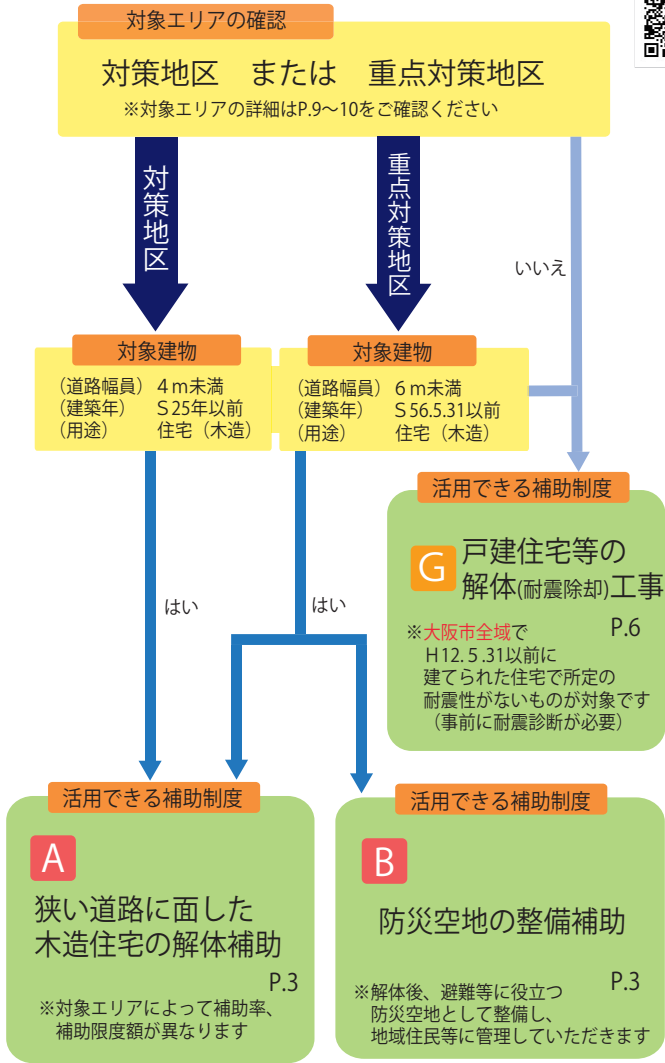 対象エリアの確認
対策地区　または　重点対策地区
※対象エリアの詳細はP.9～10をご確認ください
対策地区
重点対策地区
いいえ
対象建物
(道路幅員) 4ｍ未満
(建築年) Ｓ25年以前
(用途) 住宅（木造）
対象建物
(道路幅員) 6ｍ未満
(建築年) Ｓ56.5.31以前
(用途) 住宅（木造）
はい
はい
活用できる補助制度
G 戸建住宅等の
解体(耐震除却)工事
P.6
※大阪市全域で
Ｈ12.5.31以前に
建てられた住宅で所定の
耐震性がないものが対象です
（事前に耐震診断が必要）
活用できる補助制度
A
狭い道路に面した
木造住宅の解体補助
P.3
※対象エリアによって補助率、
補助限度額が異なります
活用できる補助制度
B
防災空地の整備補助
P.3
※解体後、避難等に役立つ
防災空地として整備し、
地域住民等に管理していただきます